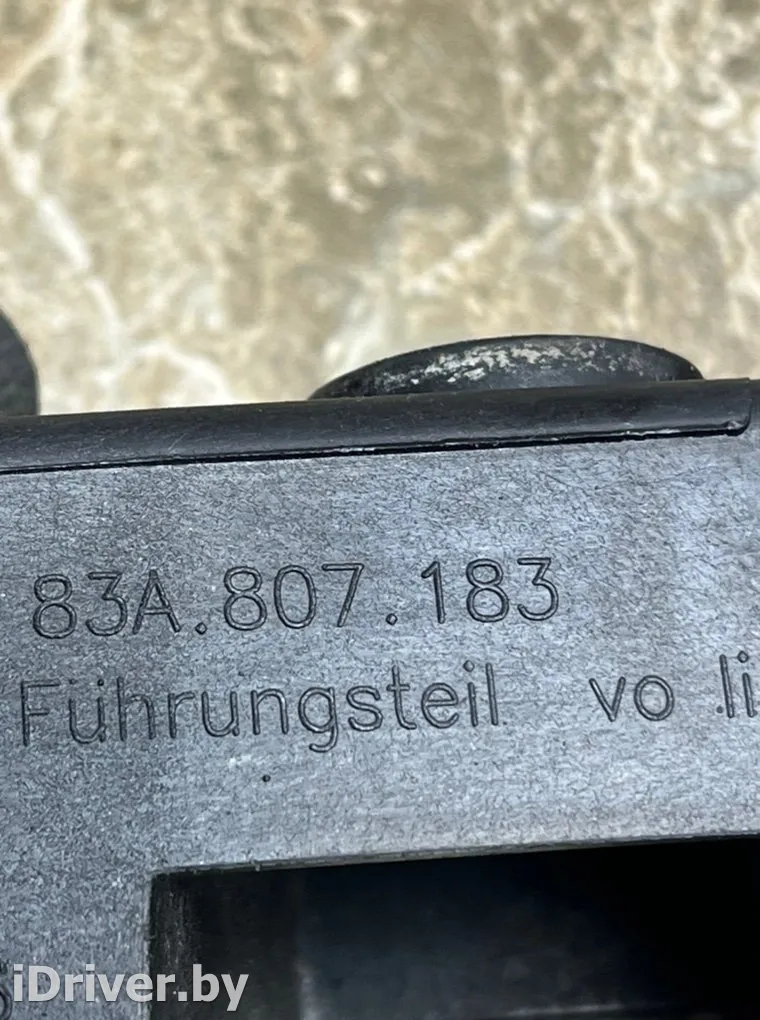 83A.807.183
Führungsteil vo li
iDriver.by